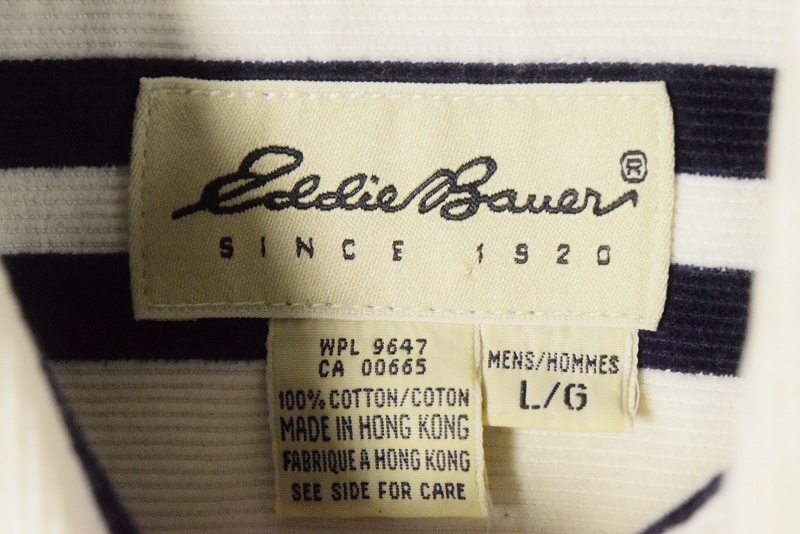 Eddie Bauer®
SINCE 1920
WPL 9647
CA 00665
100% COTTON/COTON
MADE IN HONG KONG
FABRIQUE A HONG KONG
SEE SIDE FOR CARE
MENS/HOMMES
L/G